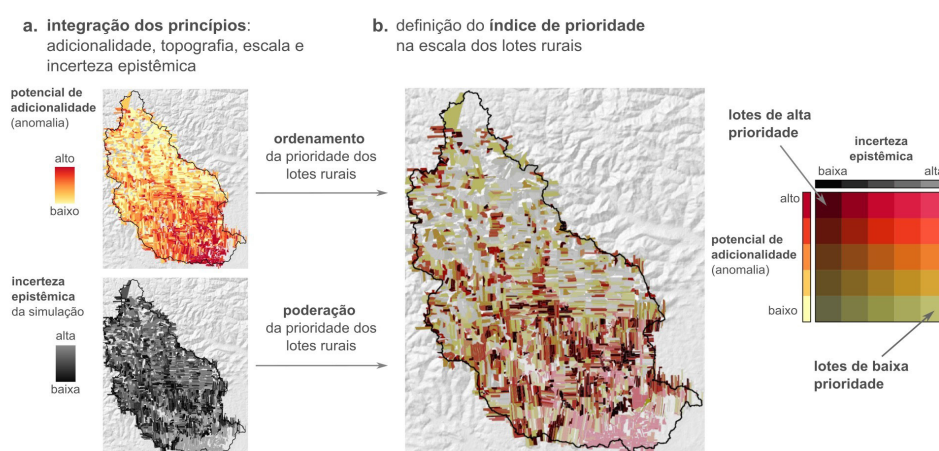 a. integração dos princípios:
adicionalidade, topografia, escala e
incerteza epistêmica
potencial de
adicionalidade
(anomalia)
alto
baixo
ordenamento
da prioridade dos
lotes rurais
incerteza
epistêmica
da simulação
alta
baixa
poderação
da prioridade dos
lotes rurais
b. definição do índice de prioridade
na escala dos lotes rurais
lotes de alta
prioridade
incerteza
epistêmica
baixa alta
alto
potencial de
adicionalidade
(anomalia)
baixo
lotes de baixa
prioridade